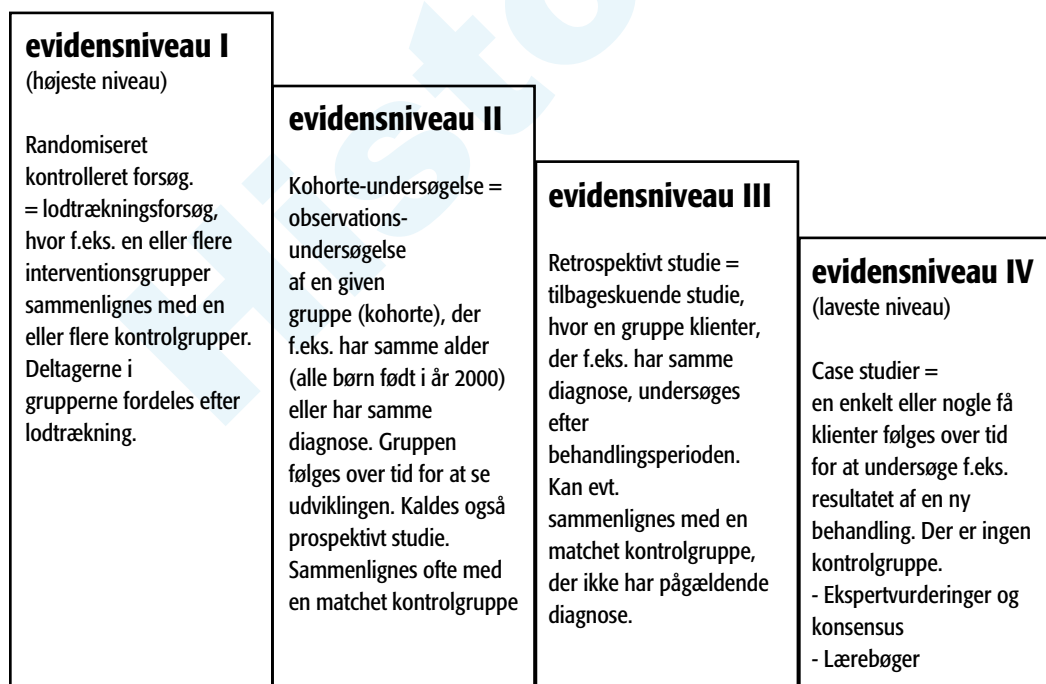 evidensniveau I
(højeste niveau)
Randomiseret
kontrolleret forsøg.
= lodtrækningsforsøg,
hvor f.eks. en eller flere
interventionsgrupper
sammenlignes med en
eller flere kontrolgrupper.
Deltagerne i
grupperne fordeles efter
lodtrækning.
evidensniveau II
Kohorte-undersøgelse =
observations-
undersøgelse
af en given
gruppe (kohorte), der
f.eks. har samme alder
(alle børn født i år 2000)
eller har samme
diagnose. Gruppen
følges over tid for at se
udviklingen. Kaldes også
prospektivt studie.
Sammenlignes ofte med
en matchet kontrolgruppe
evidensniveau III
Retrospektivt studie =
tilbageskuende studie,
hvor en gruppe klienter,
der f.eks. har samme
diagnose, undersøges
efter
behandlingsperioden.
Kan evt.
sammenlignes med en
matchet kontrolgruppe,
der ikke har pågældende
diagnose.
evidensniveau IV
(laveste niveau)
Case studier =
en enkelt eller nogle få
klienter følges over tid
for at undersøge f.eks.
resultatet af en ny
behandling. Der er ingen
kontrolgruppe.
- Ekspertvurderinger og
konsensus
- Lærebøger
Histo